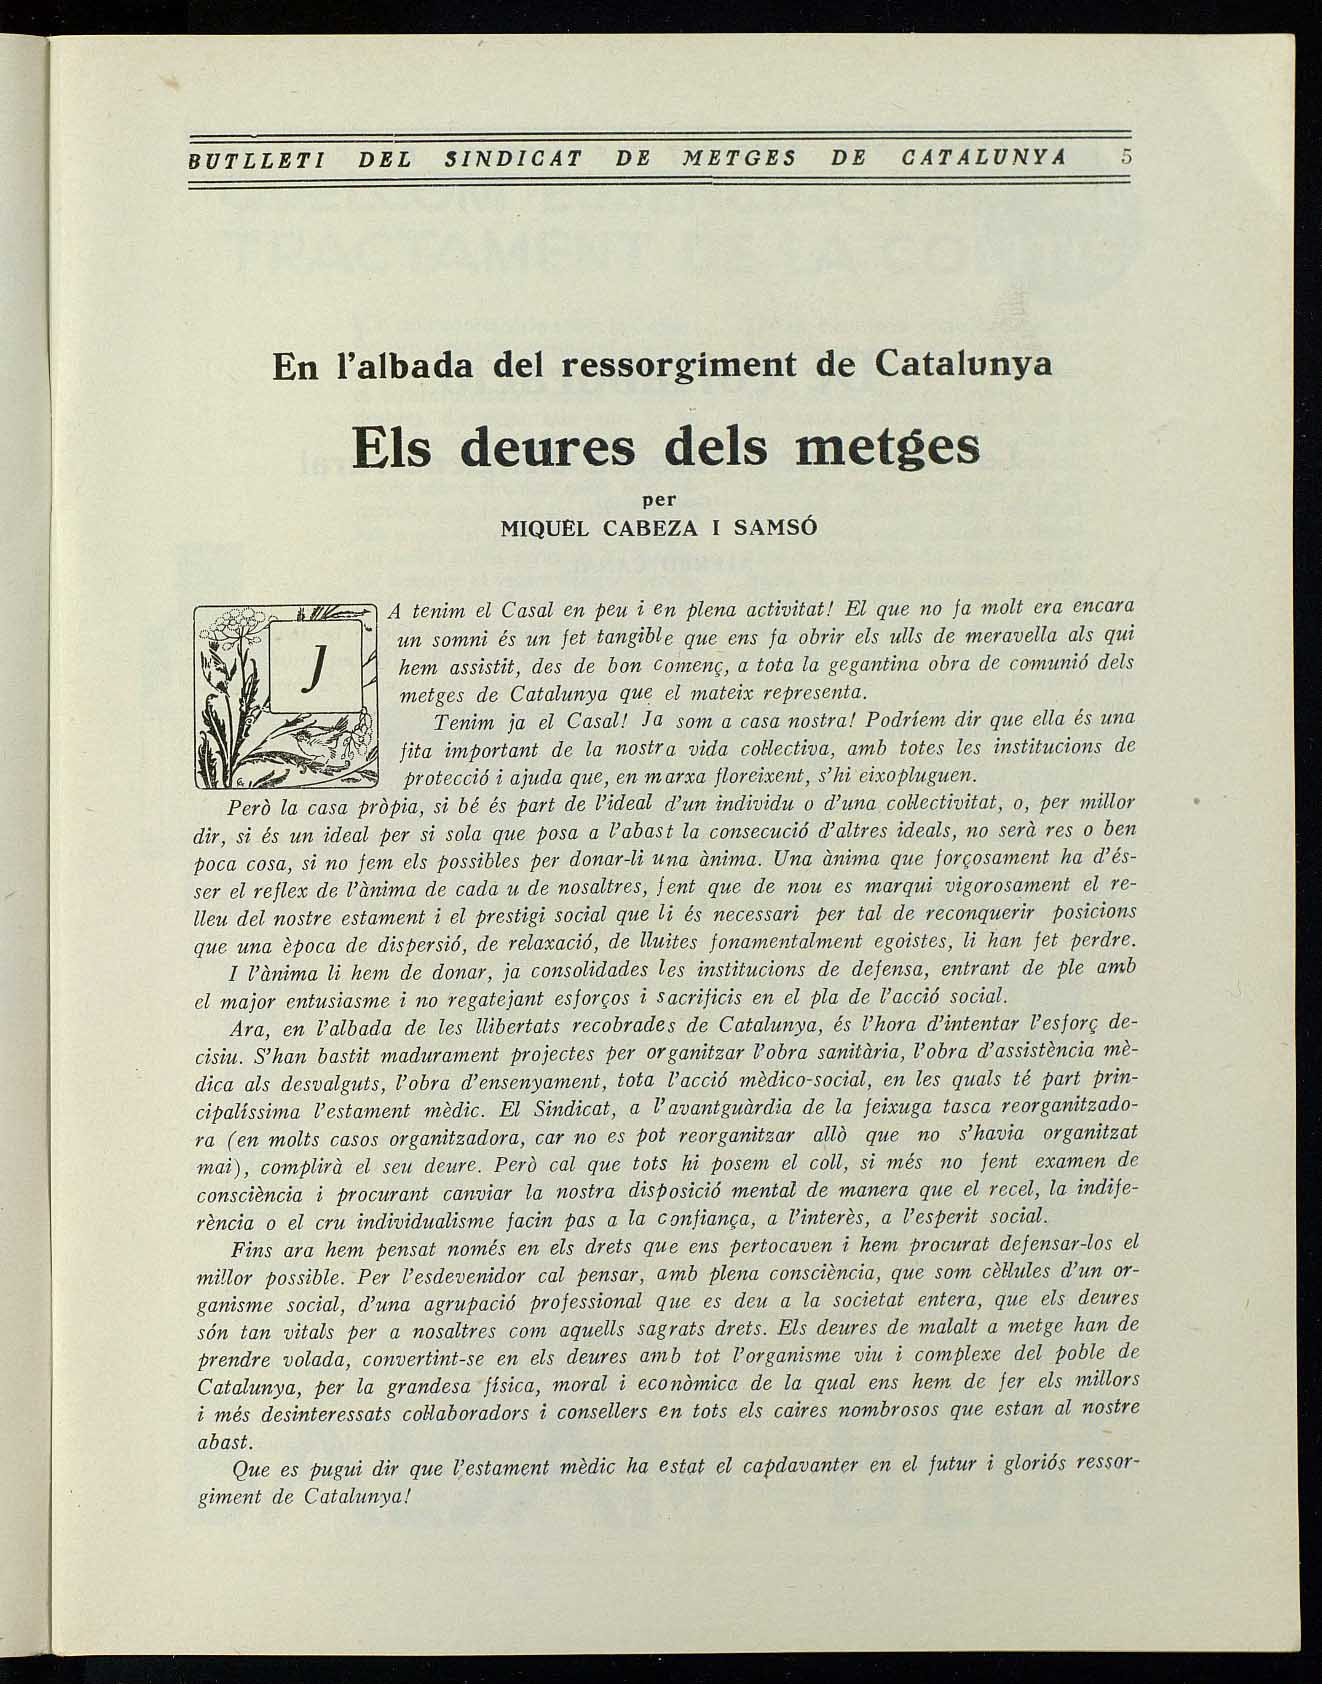 BUTLLETI DEL SINDICAT DE METGES DE CATALUNYA 5
En l'albada del ressorgiment de Catalunya
Els deures dels metges
per
MIQUÈL CABEZA I SAMSÓ
JA tenim el Casal en peu i en plena activitat! El que no fa molt era encara
un somni és un fet tangible que ens fa obrir els ulls de meravella als qui
hem assistit, des de bon començ, a tota la gegantina obra de comunió dels
metges de Catalunya que el mateix representa.
Tenim ja el Casal! Ja som a casa nostra! Podríem dir que ella és una
fita important de la nostra vida col·lectiva, amb totes les institucions de
protecció i ajuda que, en marxa floreixent, s'hi eixopluguen.
Però la casa pròpia, si bé és part de l'ideal d'un individu o d'una col·lectivitat, o, per millor
dir, si és un ideal per si sola que posa a l'abast la consecució d'altres ideals, no serà res o ben
poca cosa, si no fem els possibles per donar-li una ànima. Una ànima que forçosament ha d'és-
ser el reflex de l'ànima de cada u de nosaltres, fent que de nou es marqui vigorosament el re-
lleu del nostre estament i el prestigi social que li és necessari per tal de reconquerir posicions
que una època de dispersió, de relaxació, de lluites fonamentalment egoistes, li han fet perdre.
I l'ànima li hem de donar, ja consolidades les institucions de defensa, entrant de ple amb
el major entusiasme i no regatejant esforços i sacrificis en el pla de l'acció social.
Ara, en l'albada de les llibertats recobrades de Catalunya, és l'hora d'intentar l'esforç de-
cisiu. S'han bastit madurament projectes per organitzar l'obra sanitària, l'obra d'assistència mè-
dica als desvalguts, l'obra d'ensenyament, tota l'acció mèdico-social, en les quals té part prin-
cipalíssima l'estament mèdic. El Sindicat, a l'avantguàrdia de la feixuga tasca reorganitzado-
ra (en molts casos organitzadora, car no es pot reorganitzar allò que no s'havia organitzat
mai), complirà el seu deure. Però cal que tots hi posem el coll, si més no fent examen de
consciència i procurant canviar la nostra disposició mental de manera que el recel, la indife-
rència o el cru individualisme facin pas a la confiança, a l'interès, a l'esperit social.
Fins ara hem pensat només en els drets que ens pertocaven i hem procurat defensar-los el
millor possible. Per l'esdevenidor cal pensar, amb plena consciència, que som cèl·lules d'un or-
ganisme social, d'una agrupació professional que es deu a la societat entera, que els deures
són tan vitals per a nosaltres com aquells sagrats drets. Els deures de malalt a metge han de
prendre volada, convertint-se en els deures amb tot l'organisme viu i complexe del poble de
Catalunya, per la grandesa física, moral i econòmica de la qual ens hem de fer els millors
i més desinteressats col·laboradors i consellers en tots els caires nombrosos que estan al nostre
abast.
Que es pugui dir que l'estament mèdic ha estat el capdavanter en el futur i gloriós ressor-
giment de Catalunya!